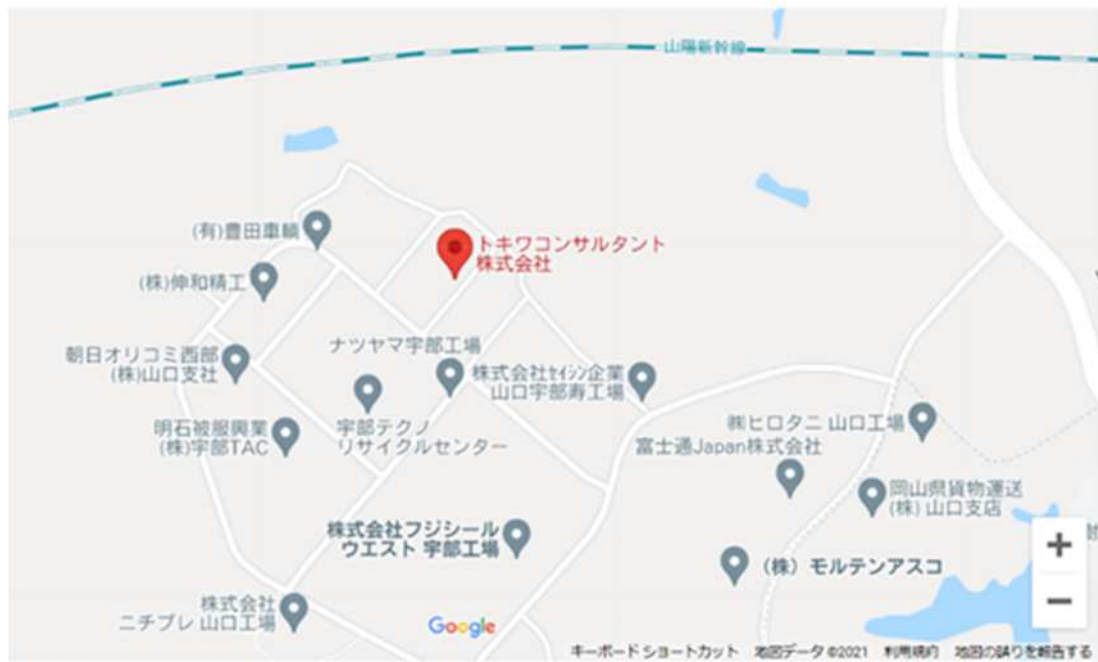 山陽新幹線
(有)豊田車輌
トキワコンサルタント
株式会社
(株)伸和精工
ナツヤマ宇部工場
朝日オリコミ西部
(株)山口支社
株式会社セイシン企業
山口宇部寿工場
明石被服興業
(株)宇部TAC
宇部テクノ
リサイクルセンター
㈱ヒロタニ 山口工場
富士通Japan株式会社
岡山県貨物運送
(株) 山口支店
株式会社フジシール
ウエスト 宇部工場
(株) モルテンアスコ
株式会社
ニチブレ 山口工場
Google
+
−
キーボード ショートカット 地図データ ©2021 利用規約 地図の誤りを報告する